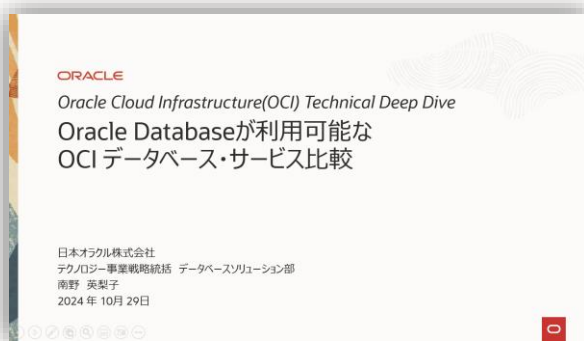 ORACLE
Oracle Cloud Infrastructure(OCI) Technical Deep Dive
Oracle Databaseが利用可能な
OCI データベース・サービス比較
日本オラクル株式会社
テクノロジー事業戦略統括 データベースソリューション部
南野 英梨子
2024 年 10月 29日